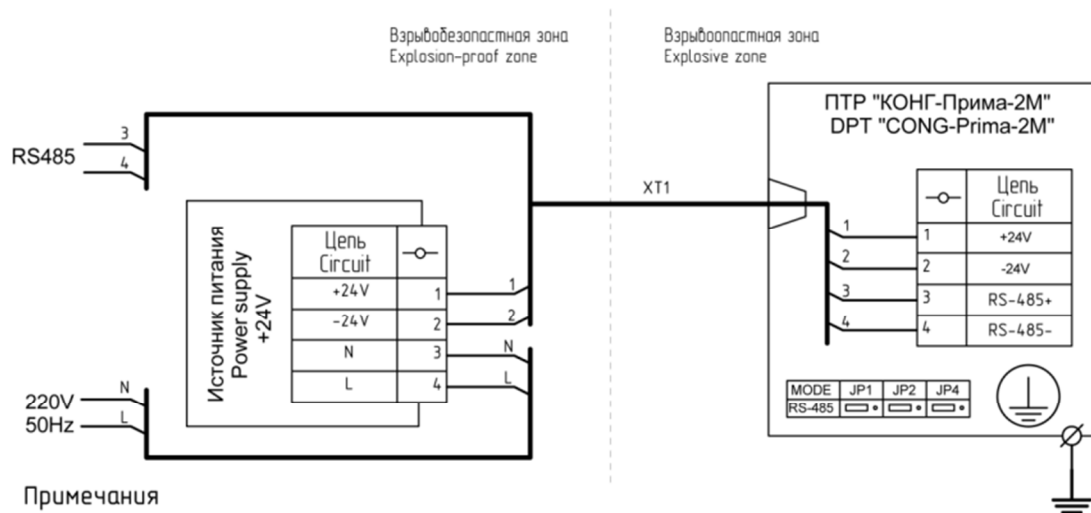 Взрывобезопастная зона
Explosion-proof zone
Взрывоопастная зона
Explosive zone
ПТР "КОНГ-Прима-2М"
DPT "CONG-Prima-2M"
RS485
3
4
XT1
Источник питания
Power supply
+24V
Цепь
Circuit
+24V 1 1
-24V 2 2
N 3 N
L 4 L
Цепь
Circuit
1 1 +24V
2 2 -24V
3 3 RS-485+
4 4 RS-485-
MODE JP1 JP2 JP4
RS-485
220V N
50Hz L
Примечания